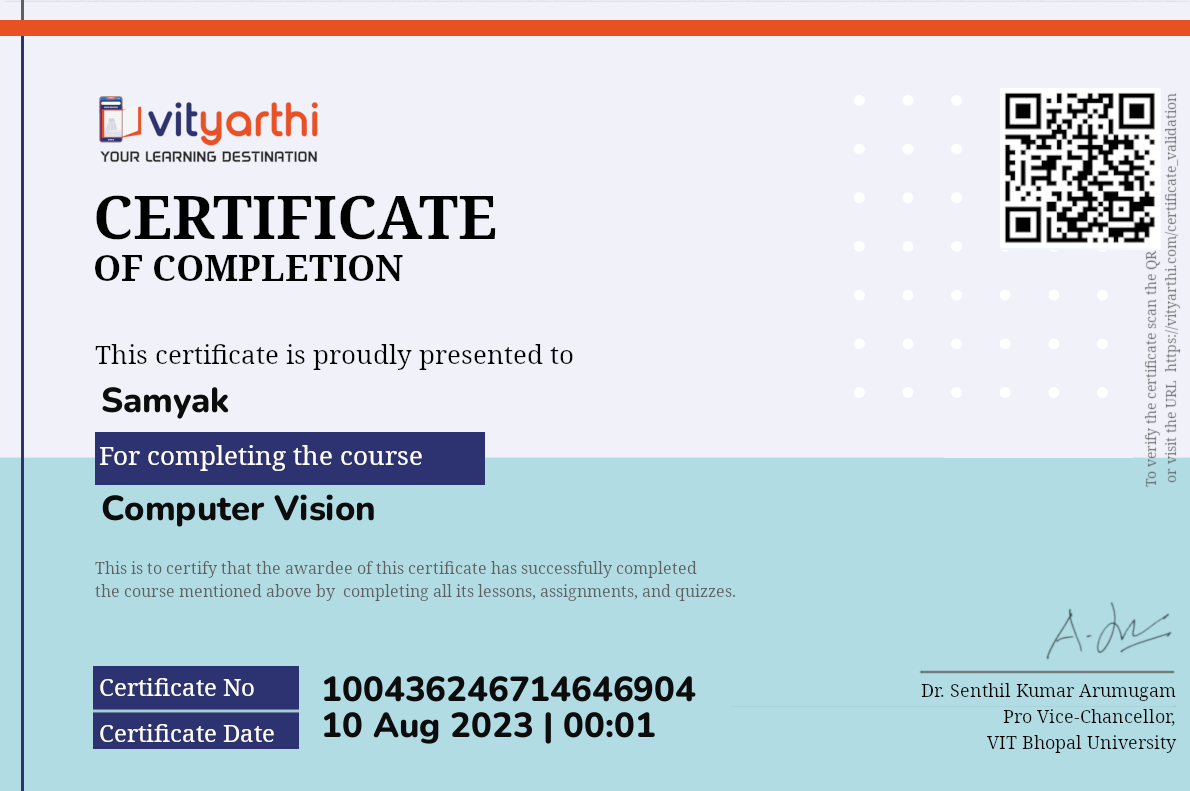 vityarthi
YOUR LEARNING DESTINATION
CERTIFICATE
OF COMPLETION
This certificate is proudly presented to
Samyak
For completing the course
Computer Vision
This is to certify that the awardee of this certificate has successfully completed
the course mentioned above by completing all its lessons, assignments, and quizzes.
Certificate No
100436246714646904
Certificate Date
10 Aug 2023 | 00:01
To verify the certificate scan the QR
or visit the URL https://vityarthi.com/certificate_validation
Dr. Senthil Kumar Arumugam
Pro Vice-Chancellor,
VIT Bhopal University